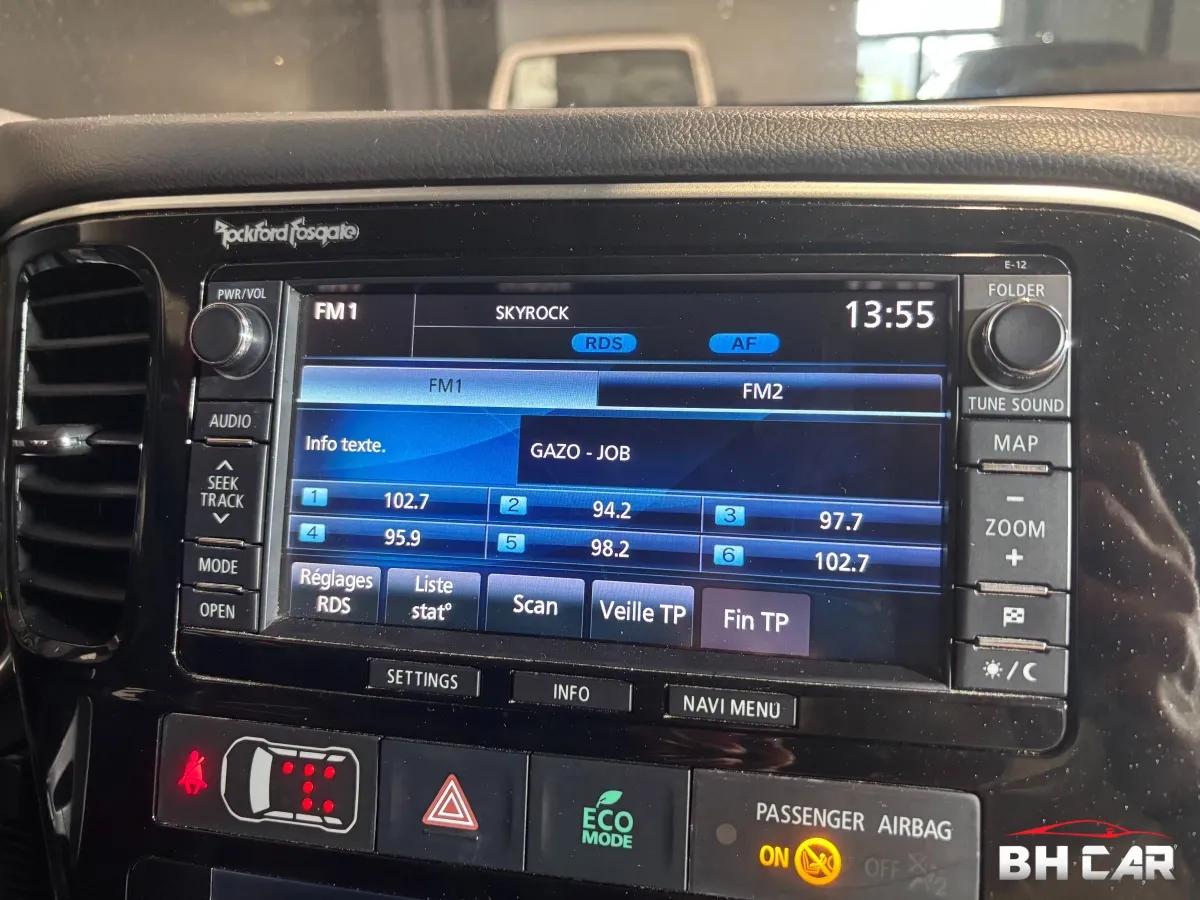 Rockford Fosgate
E-12
PWR/VOL
FM1
SKYROCK
13:55
FOLDER
RDS
AF
FM1
FM2
TUNE SOUND
AUDIO
Info texte.
GAZO - JOB
MAP
SEEK
TRACK
1 102.7
2 94.2
3 97.7
4 95.9
5 98.2
6 102.7
−
ZOOM
+
MODE
OPEN
Réglages
RDS
Liste
stat°
Scan
Veille TP
Fin TP
SETTINGS
INFO
NAVI MENU
ECO
MODE
PASSENGER AIRBAG
ON
OFF
BH CAR